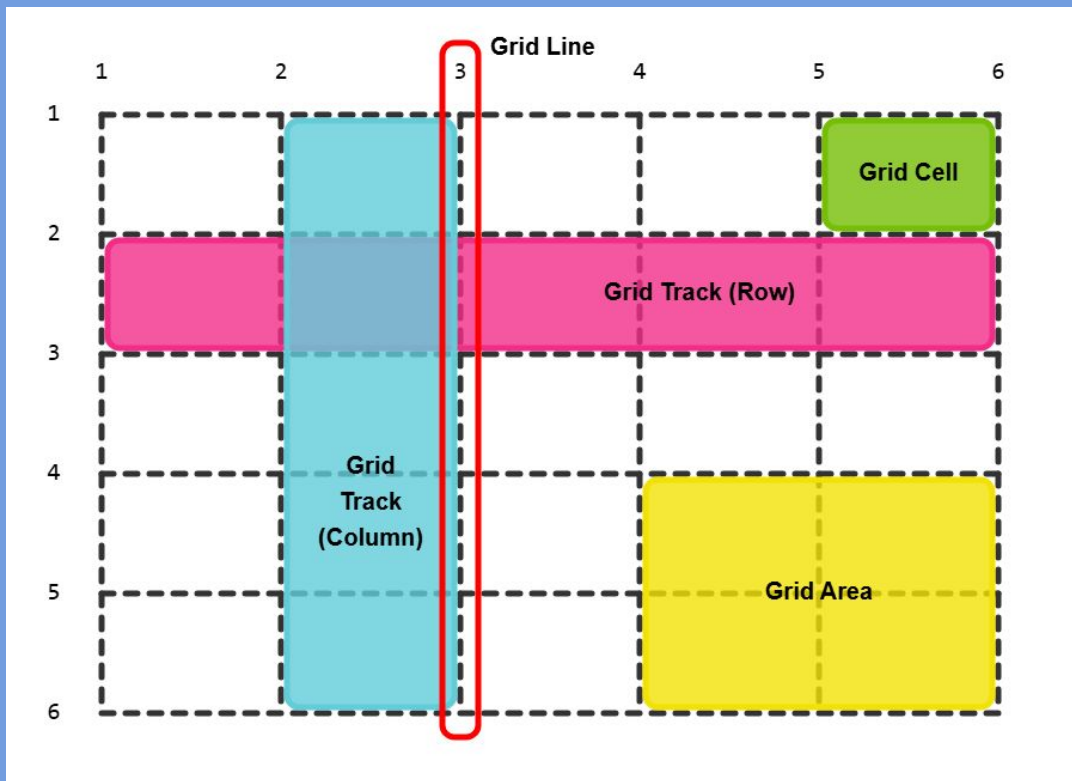 Grid Line
1 2 3 4 5 6
1
Grid Cell
2
Grid Track (Row)
3
4
Grid
Track
(Column)
5
Grid Area
6